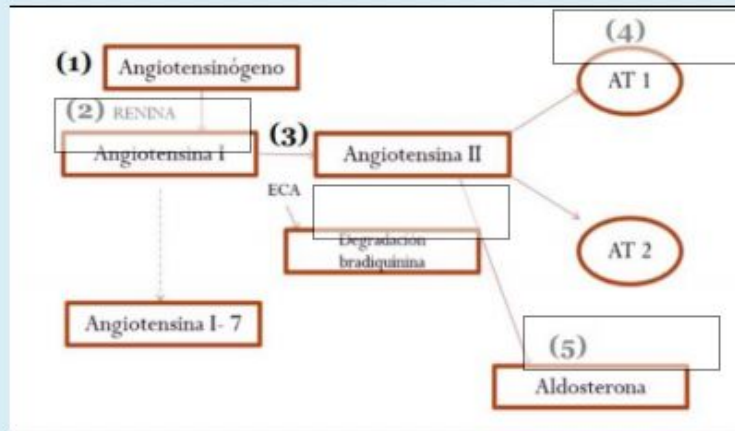 (4)
(1) Angiotensinógeno
AT 1
(2) RENINA
(3)
Angiotensina I
Angiotensina II
ECA
Degradación
bradiquinina
AT 2
Angiotensina I- 7
(5)
Aldosterona